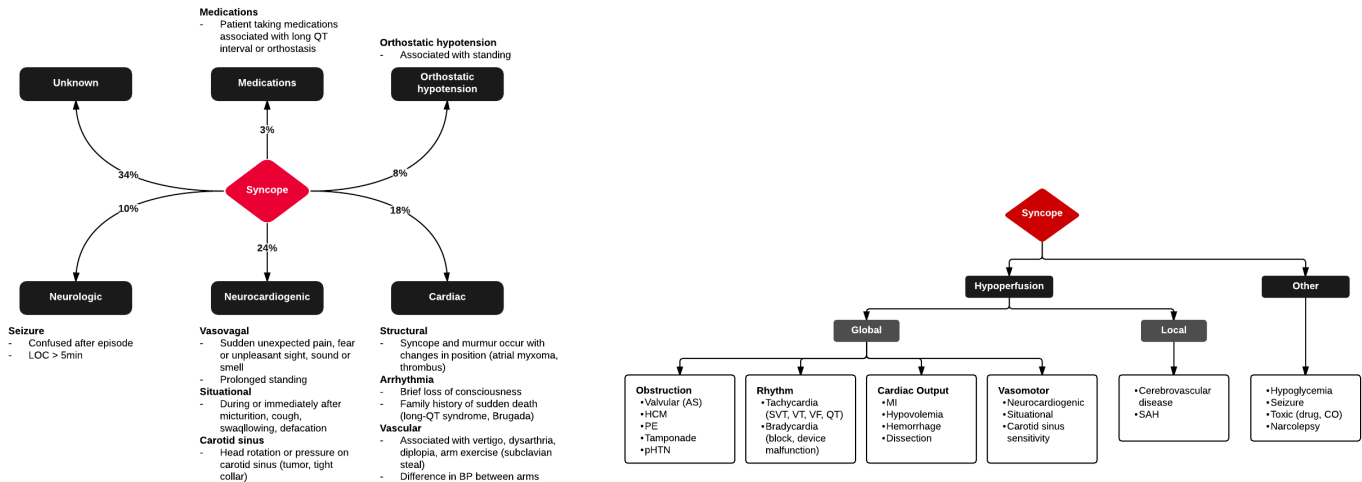 Medications
- Patient taking medications
associated with long QT
interval or orthostasis
Orthostatic hypotension
- Associated with standing
Unknown
Medications
Orthostatic
hypotension
3%
34%
8%
Syncope
10%
18%
24%
Neurologic
Neurocardiogenic
Cardiac
Seizure
- Confused after episode
- LOC > 5min
Vasovagal
- Sudden unexpected pain, fear
or unpleasant sight, sound or
smell
- Prolonged standing
Situational
- During or immediately after
micturition, cough,
swaqllowing, defacation
Carotid sinus
- Head rotation or pressure on
carotid sinus (tumor, tight
collar)
Structural
- Syncope and murmur occur with
changes in position (atrial myxoma,
thrombus)
Arrhythmia
- Brief loss of consciousness
- Family history of sudden death
(long-QT syndrome, Brugada)
Vascular
- Associated with vertigo, dysarthria,
diplopia, arm exercise (subclavian
steal)
- Difference in BP between arms
Syncope
Hypoperfusion
Other
Global
Local
Obstruction
•Valvular (AS)
•HCM
•PE
•Tamponade
•pHTN
Rhythm
•Tachycardia
(SVT, VT, VF, QT)
•Bradycardia
(block, device
malfunction)
Cardiac Output
•MI
•Hypovolemia
•Hemorrhage
•Dissection
Vasomotor
•Neurocardiogenic
•Situational
•Carotid sinus
sensitivity
•Cerebrovascular
disease
•SAH
•Hypoglycemia
•Seizure
•Toxic (drug, CO)
•Narcolepsy